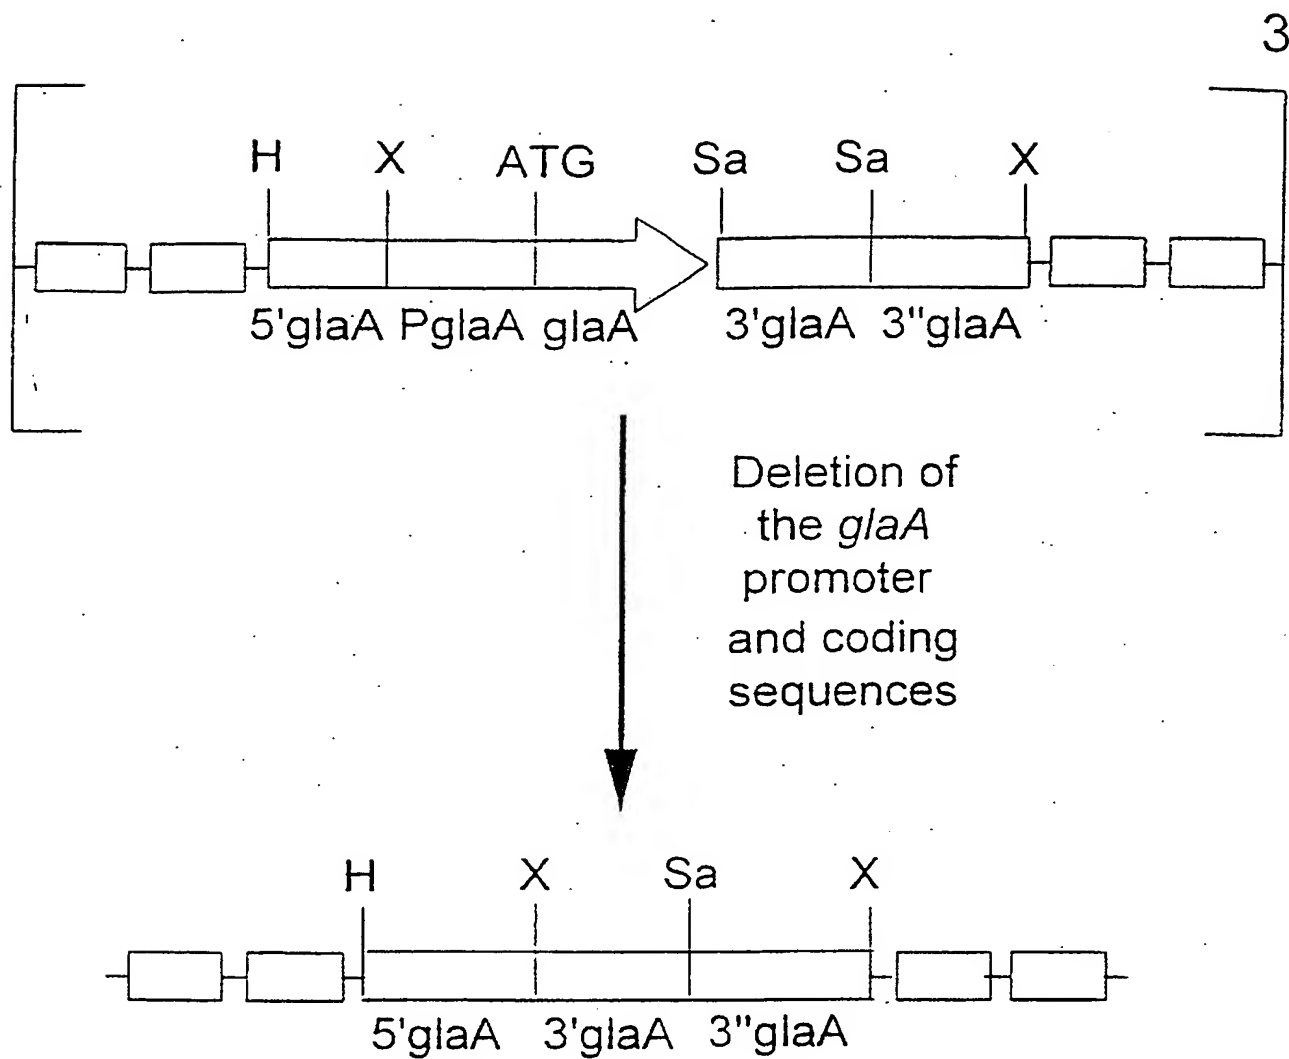 3
H X ATG Sa Sa X
5'glaA PglaA glaA 3'glaA 3"glaA
Deletion of
the glaA
promoter
and coding
sequences
H X Sa X
5'glaA 3'glaA 3"glaA